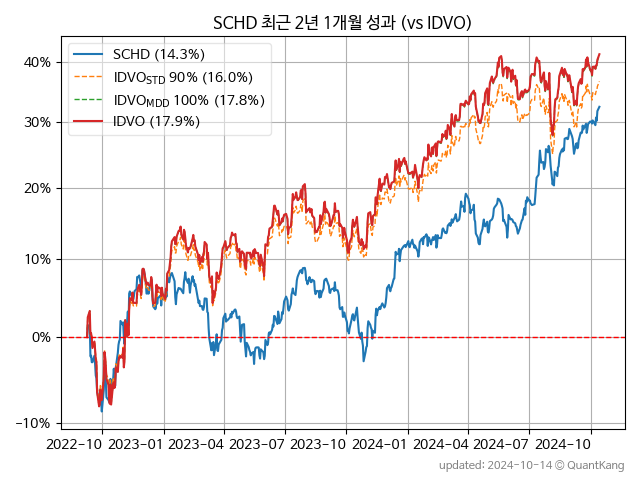 SCHD 최근 2년 1개월 성과 (vs IDVO)
SCHD (14.3%)
IDVO_STD 90% (16.0%)
IDVO_MDD 100% (17.8%)
IDVO (17.9%)
40%
30%
20%
10%
0%
−10%
2022-10 2023-01 2023-04 2023-07 2023-10 2024-01 2024-04 2024-07 2024-10
updated: 2024-10-14 © QuantKang